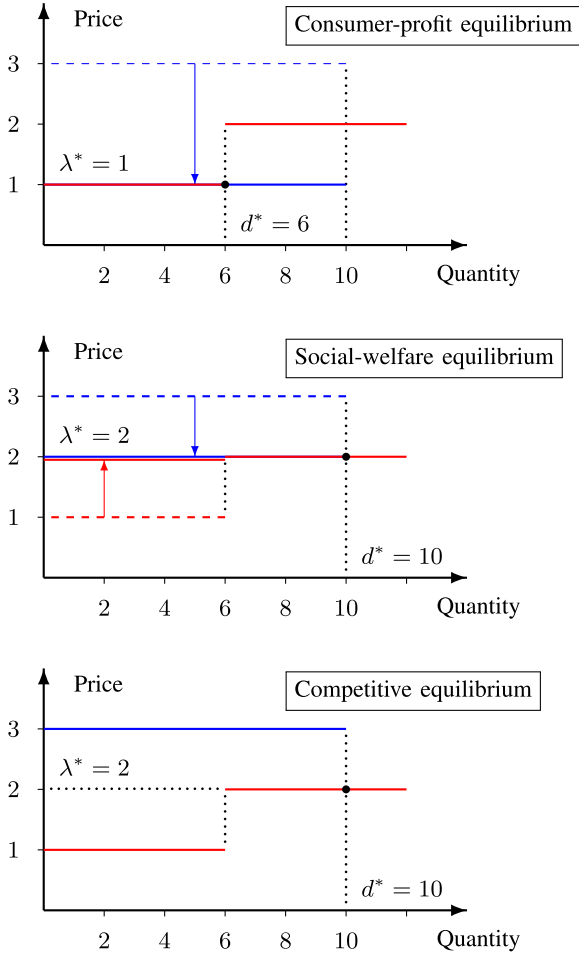 Price
Consumer-profit equilibrium
3
2
λ* = 1
1
d* = 6
2 4 6 8 10 Quantity
Price
Social-welfare equilibrium
3
λ* = 2
2
1
d* = 10
2 4 6 8 10 Quantity
Price
Competitive equilibrium
3
λ* = 2
2
1
d* = 10
2 4 6 8 10 Quantity